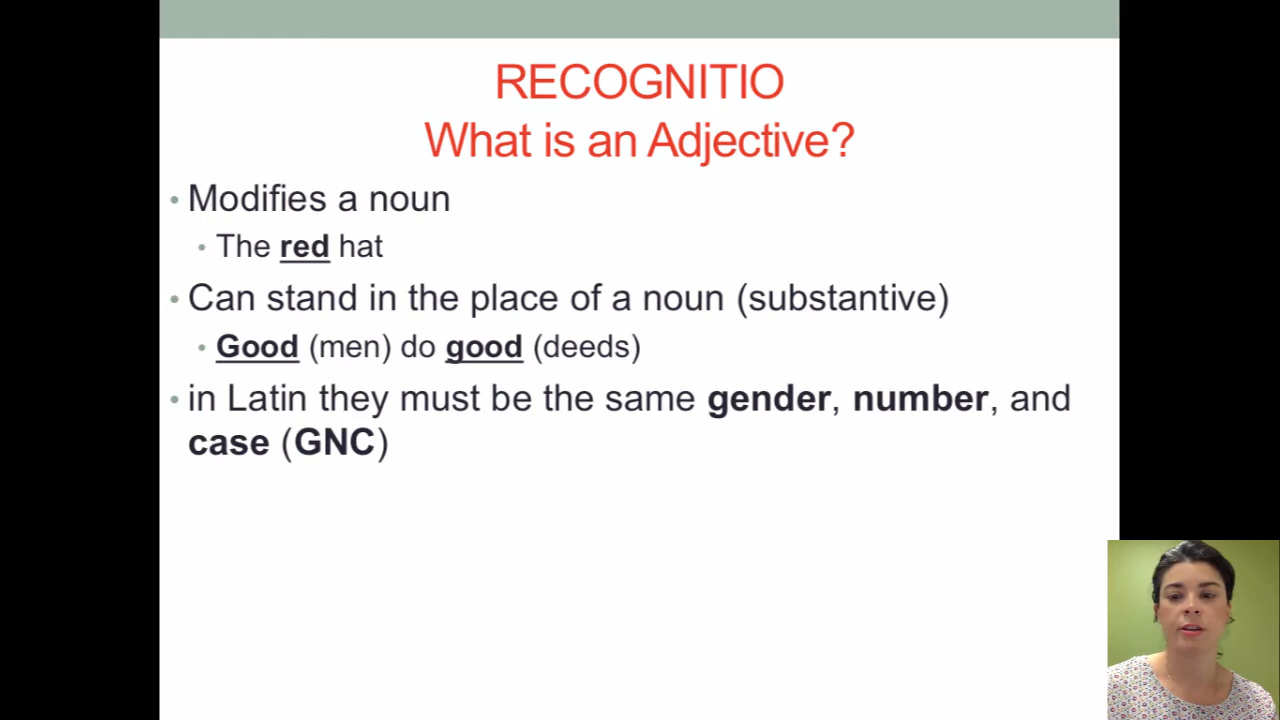 RECOGNITIO
What is an Adjective?
• Modifies a noun
• The red hat
• Can stand in the place of a noun (substantive)
• Good (men) do good (deeds)
• in Latin they must be the same gender, number, and
case (GNC)